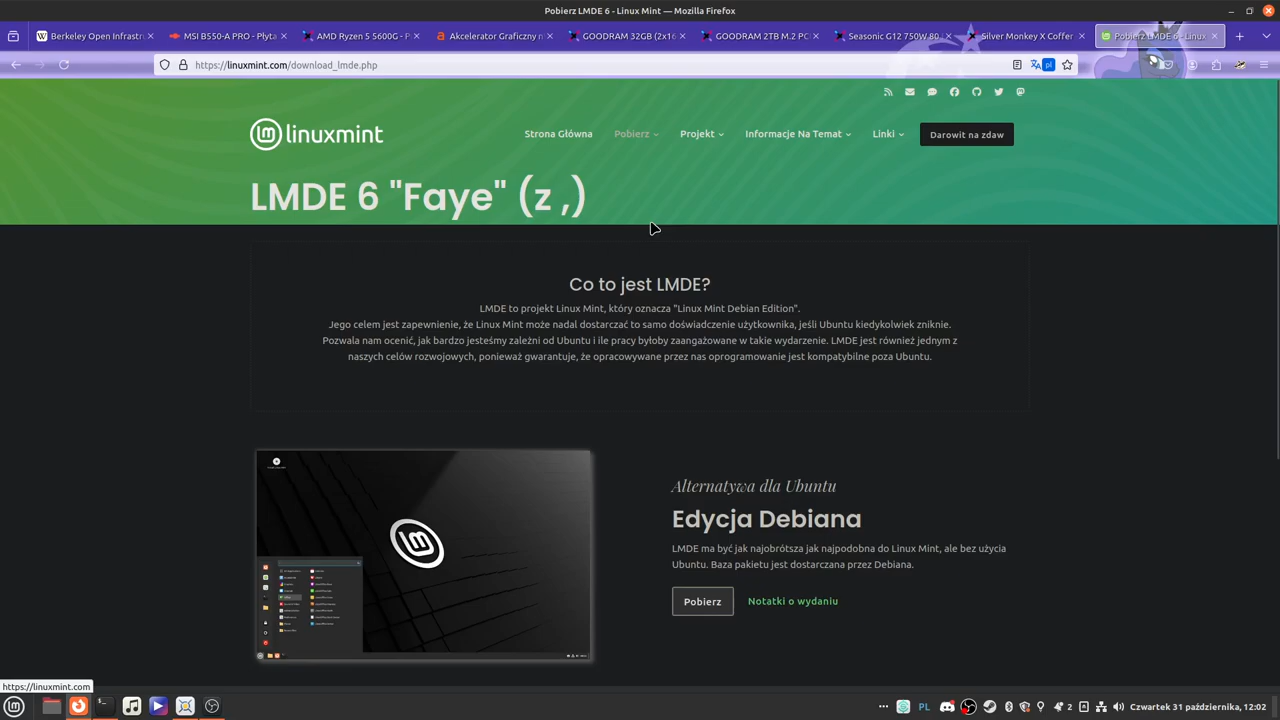 Pobierz LMDE 6 - Linux Mint — Mozilla Firefox
Berkeley Open Infrastr
MSI B550-A PRO - Płyta
AMD Ryzen 5 5600G - P
Akcelerator Graficzny n
GOODRAM 32GB (2x16
GOODRAM 2TB M.2 PC
Seasonic G12 750W 80
Silver Monkey X Coffer
Pobierz LMDE 6 - Linux
https://linuxmint.com/download_lmde.php
pl
linuxmint
Strona Główna
Pobierz
Projekt
Informacje Na Temat
Linki
Darowit na zdaw
LMDE 6 "Faye" (z ,)
Co to jest LMDE?
LMDE to projekt Linux Mint, który oznacza "Linux Mint Debian Edition".
Jego celem jest zapewnienie, że Linux Mint może nadal dostarczać to samo doświadczenie użytkownika, jeśli Ubuntu kiedykolwiek zniknie.
Pozwala nam ocenić, jak bardzo jesteśmy zależni od Ubuntu i ile pracy byłoby zaangażowane w takie wydarzenie. LMDE jest również jednym z
naszych celów rozwojowych, ponieważ gwarantuje, że opracowywane przez nas oprogramowanie jest kompatybilne poza Ubuntu.
Alternatywa dla Ubuntu
Edycja Debiana
LMDE ma być jak najobrótsza jak najpodobna do Linux Mint, ale bez użycia
Ubuntu. Baza pakietu jest dostarczana przez Debiana.
Pobierz
Notatki o wydaniu
https://linuxmint.com
PL
2
Czwartek 31 października, 12:02